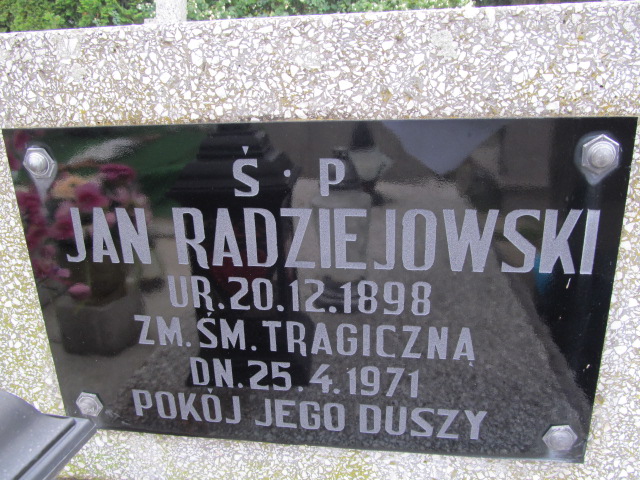 Ś.P
JAN RADZIEJOWSKI
UR.20.12.1898
ZM.ŚM.TRAGICZNĄ
DN.25.4.1971
POKÓJ JEGO DUSZY